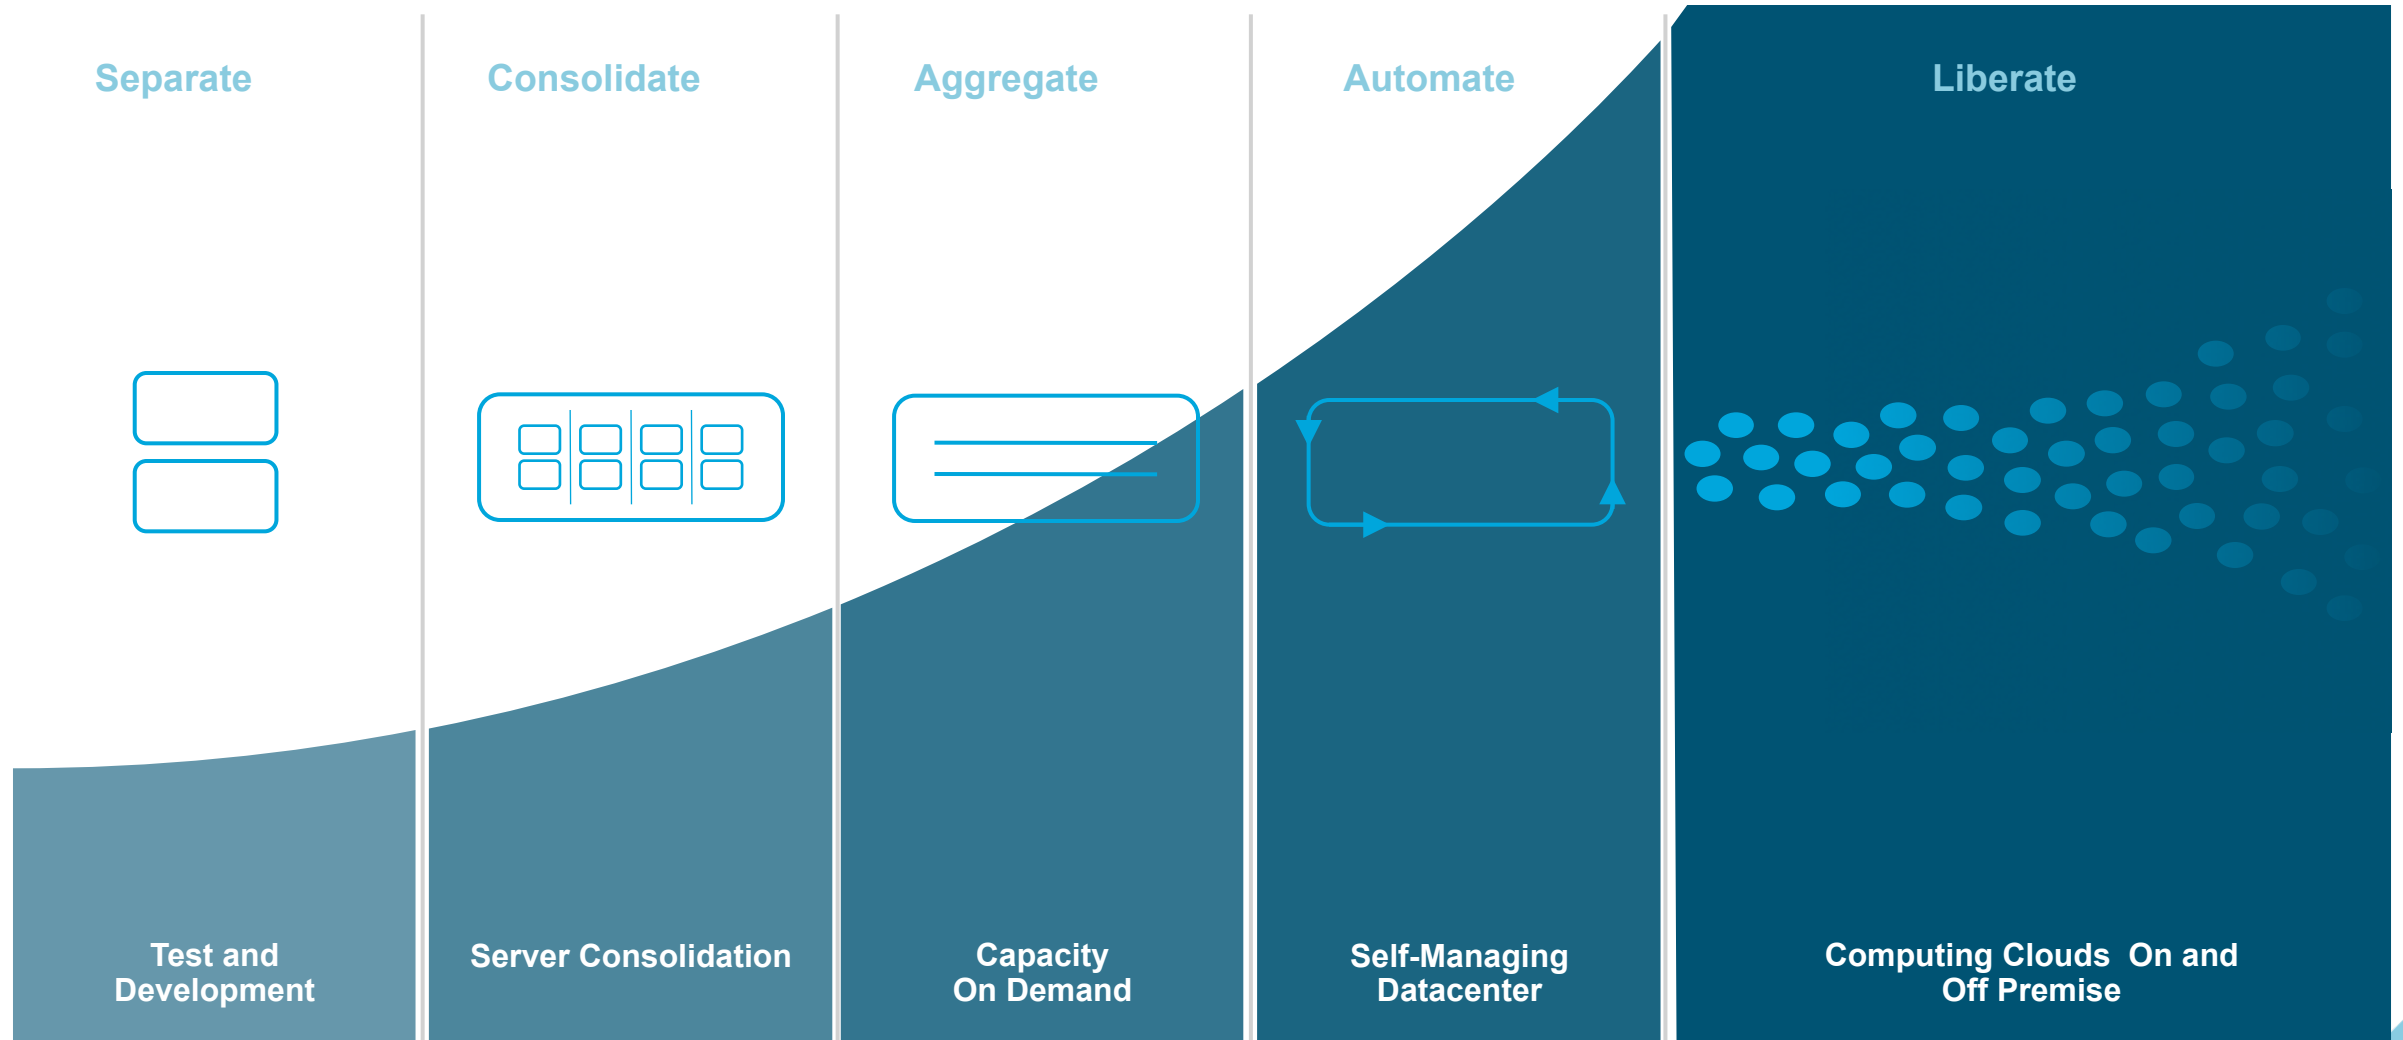 Separate
Consolidate
Aggregate
Automate
Liberate
Test and
Development
Server Consolidation
Capacity
On Demand
Self-Managing
Datacenter
Computing Clouds  On and
Off Premise